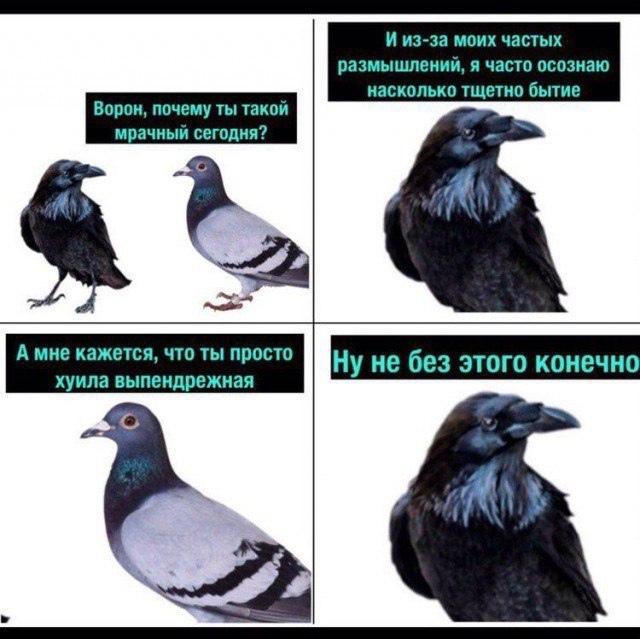 Ворон, почему ты такой
мрачный сегодня?
И из-за моих частых
размышлений, я часто осознаю
насколько тщетно бытие
А мне кажется, что ты просто
хуила выпендрежная
Ну не без этого конечно